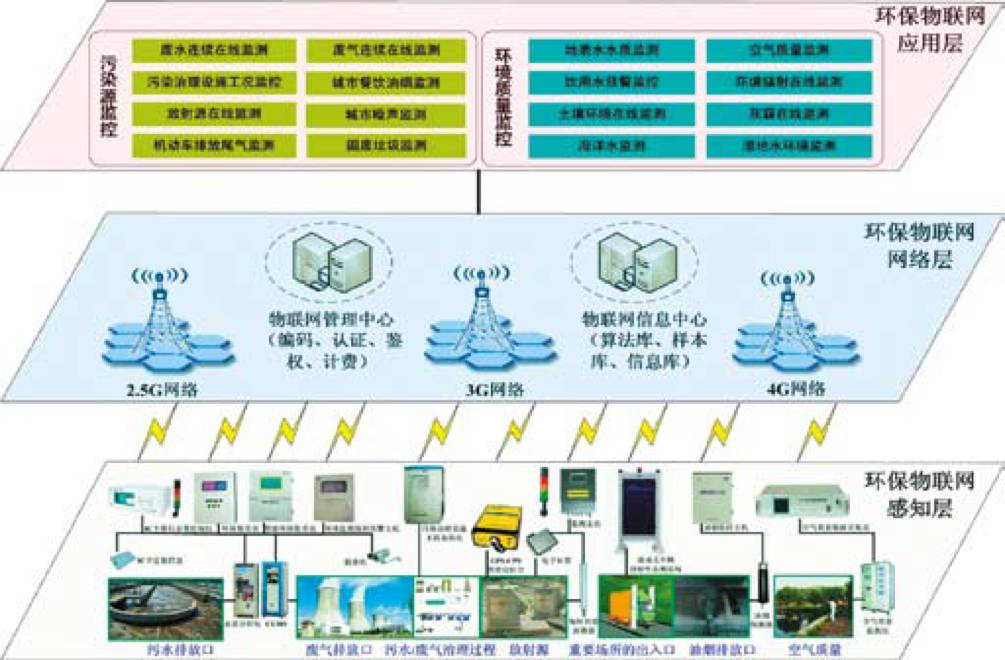 环保物联网
应用层
污染源监控
废水连续在线监测
废气连续在线监测
污染治理设施工况监控
城市餐饮油烟监测
放射源在线监测
城市噪声监测
机动车排放尾气监测
固废垃圾监测
环境质量监控
地表水水质监测
空气质量监测
饮用水预警监控
环境辐射在线监测
土壤环境在线监测
灰霾在线监测
海洋水监测
湿地水环境监测
环保物联网
网络层
物联网管理中心
(编码、认证、鉴
权、计费)
物联网信息中心
(算法库、样本
库、信息库)
2.5G网络
3G网络
4G网络
环保物联网
感知层
电子标签
污水排放口
废气排放口
污水/废气治理过程
放射源
重要场所的出入口
油烟排放口
空气质量